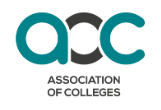 aoc
ASSOCIATION
OF COLLEGES